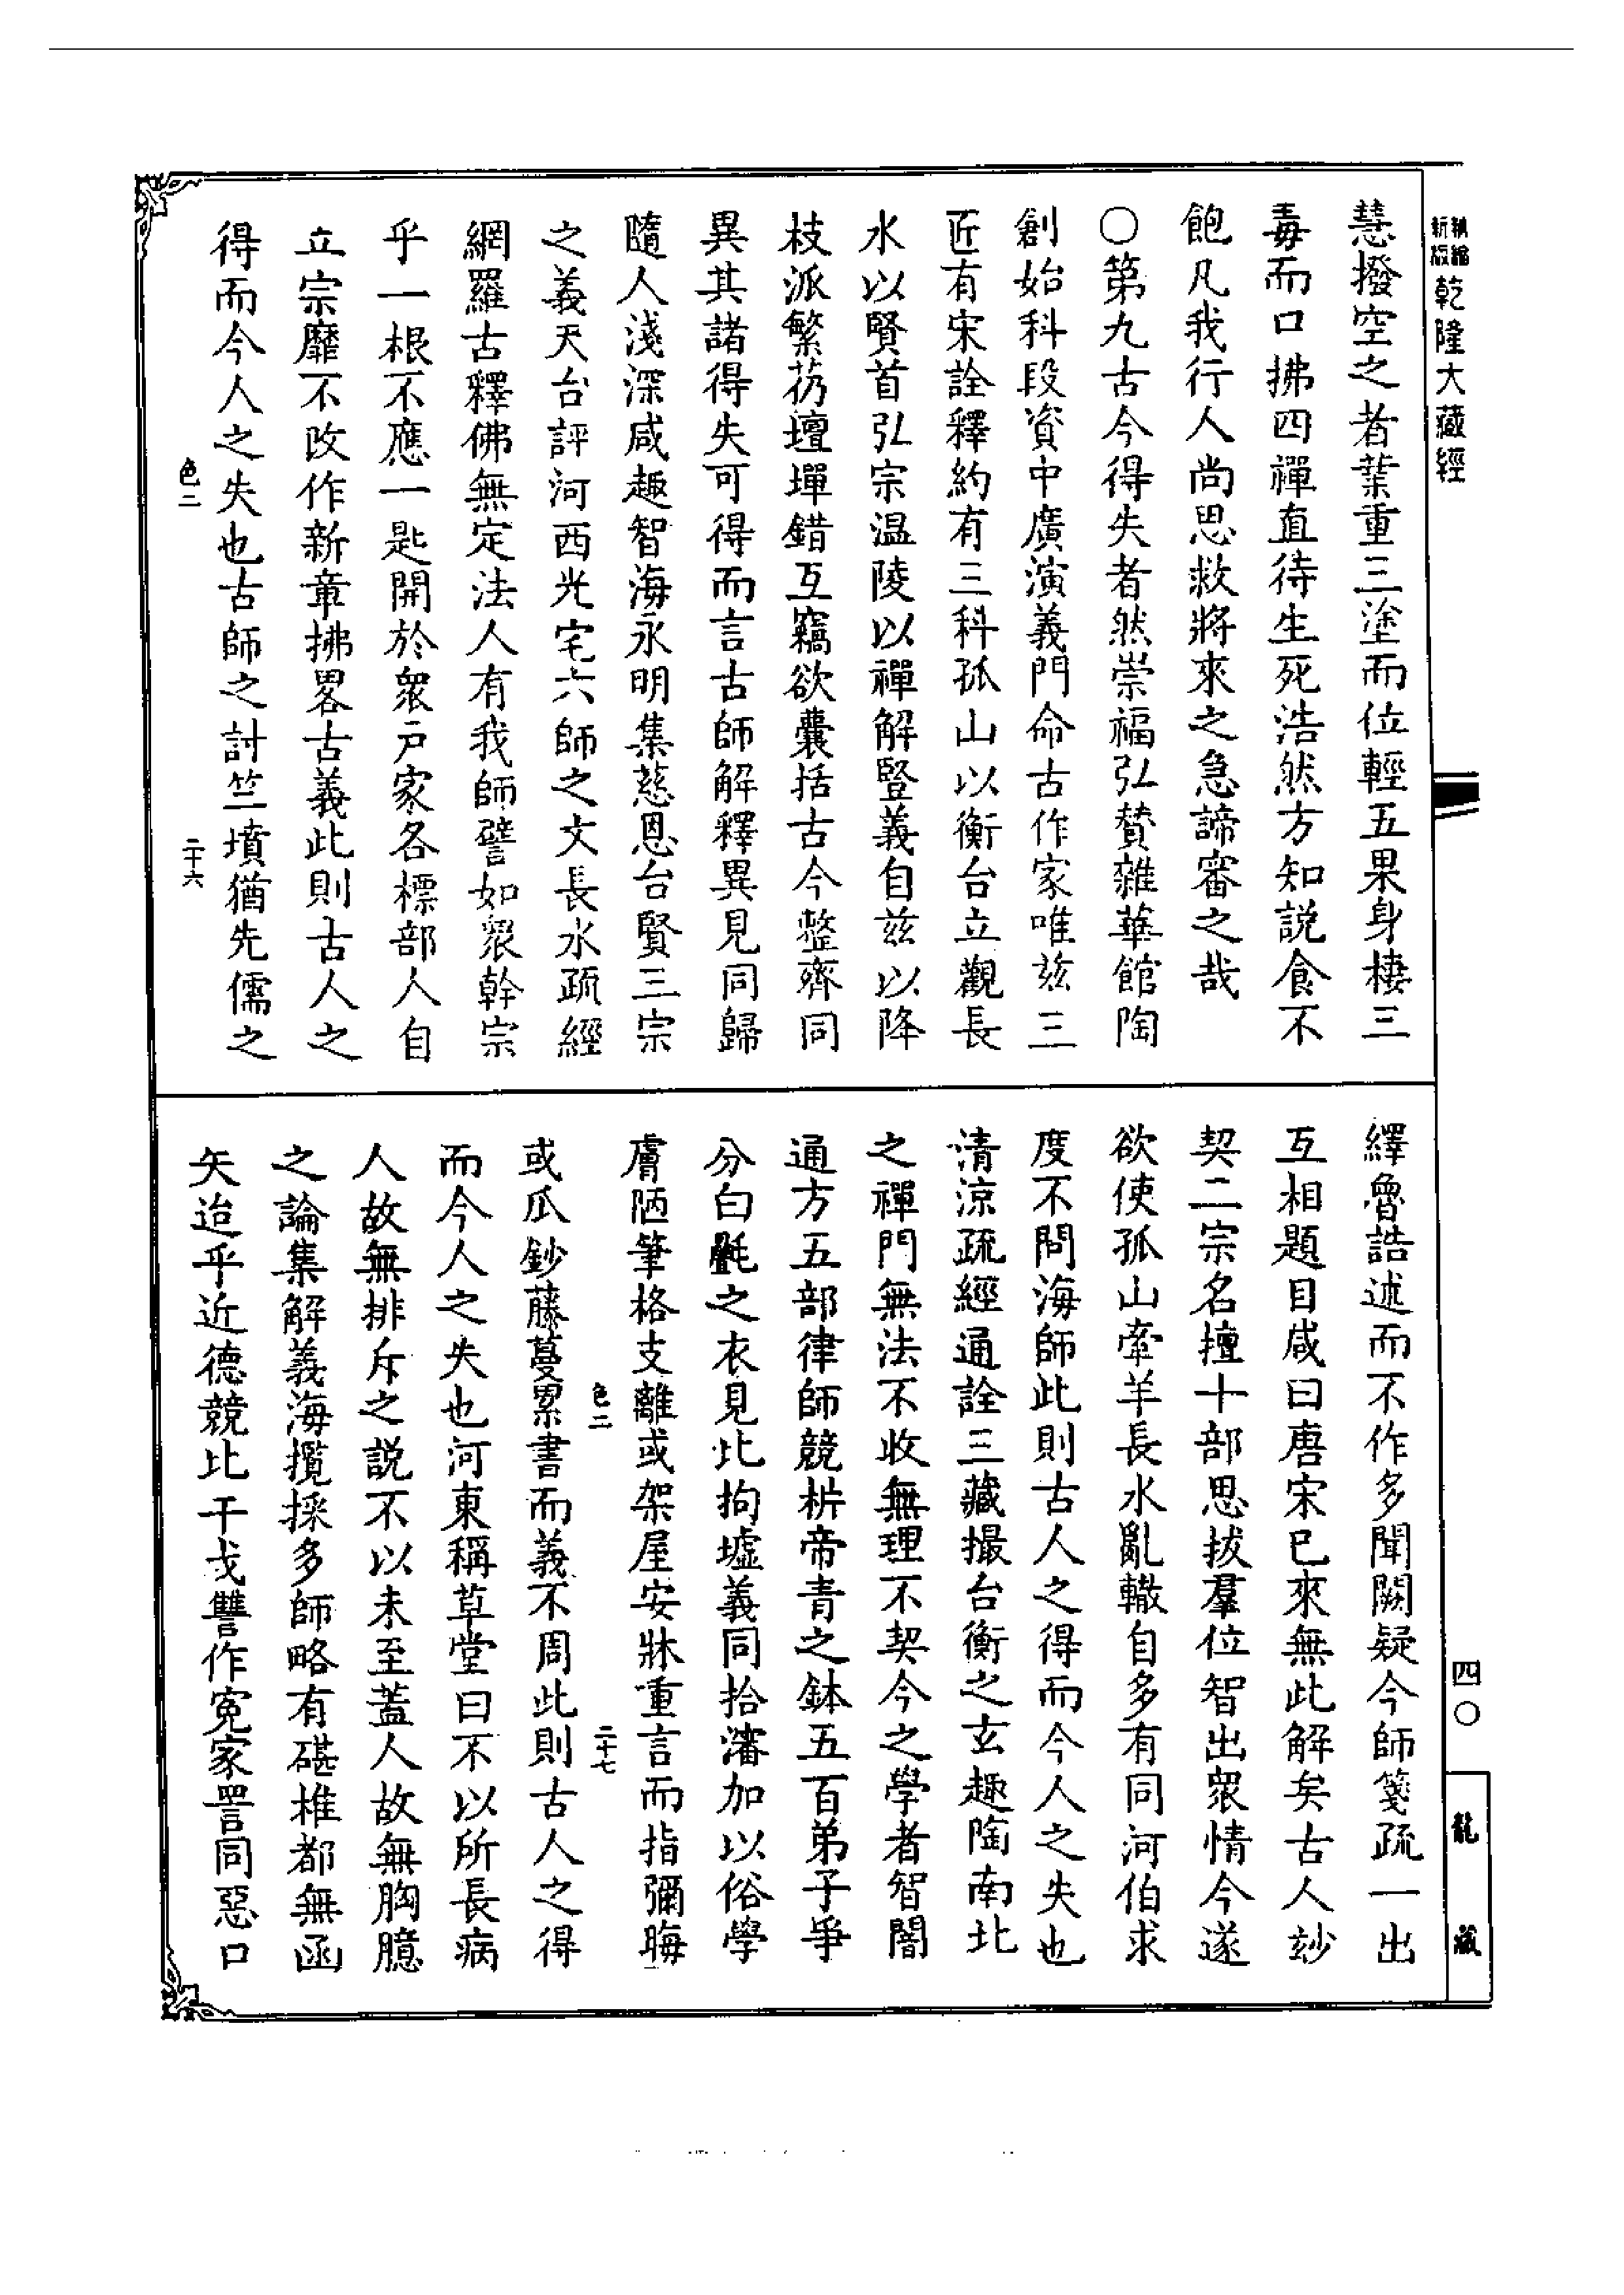 新編
縮版
乾隆大藏經
慧撥空之者業重三塗而位輕五果身棲三
毒而口拂四禪直待生死浩然方知説食不
飽凡我行人尚思救將來之急諦審之哉
○第九古今得失者然崇福弘賛雜華館陶
創始科段資中廣演義門命古作家唯兹三
匠有宋詮釋約有三科孤山以衡台立觀長
水以賢首弘宗温陵以禪解豎義自兹以降
枝派繁芿壇墠錯互竊欲囊括古今整齊同
異其諸得失可得而言古師解釋異見同歸
隨人淺深咸趣智海永明集慈恩台賢三宗
之義天台評河西光宅六師之文長水疏經
網羅古釋佛無定法人有我師譬如衆幹宗
乎一根不應一匙開於衆戸家各標部人自
立宗靡不改作新章拂畧古義此則古人之
得而今人之失也古師之討竺墳猶先儒之
色二
二十六
繹魯誥述而不作多聞闕疑今師箋疏一出
互相題目咸曰唐宋已來無此解矣古人玅
契二宗名擅十部思拔羣位智出衆情今遂
欲使孤山牽羊長水亂轍自多有同河伯求
度不問海師此則古人之得而今人之失也
清涼疏經通詮三藏撮台衡之玄趣陶南北
之禪門無法不收無理不契今之學者智闇
通方五部律師競析帝青之鉢五百弟子爭
分白㲲之衣見比拘墟義同拾瀋加以俗學
膚陋筆格支離或架屋安牀重言而指彌晦
色二
二十七
或瓜鈔藤蔓累書而義不周此則古人之得
而今人之失也河東稱草堂曰不以所長病
人故無排斥之説不以未至蓋人故無胸臆
之論集解義海攬採多師略有碪椎都無函
矢迨乎近德競比干戈讐作寃家詈同惡口
四〇
龍藏